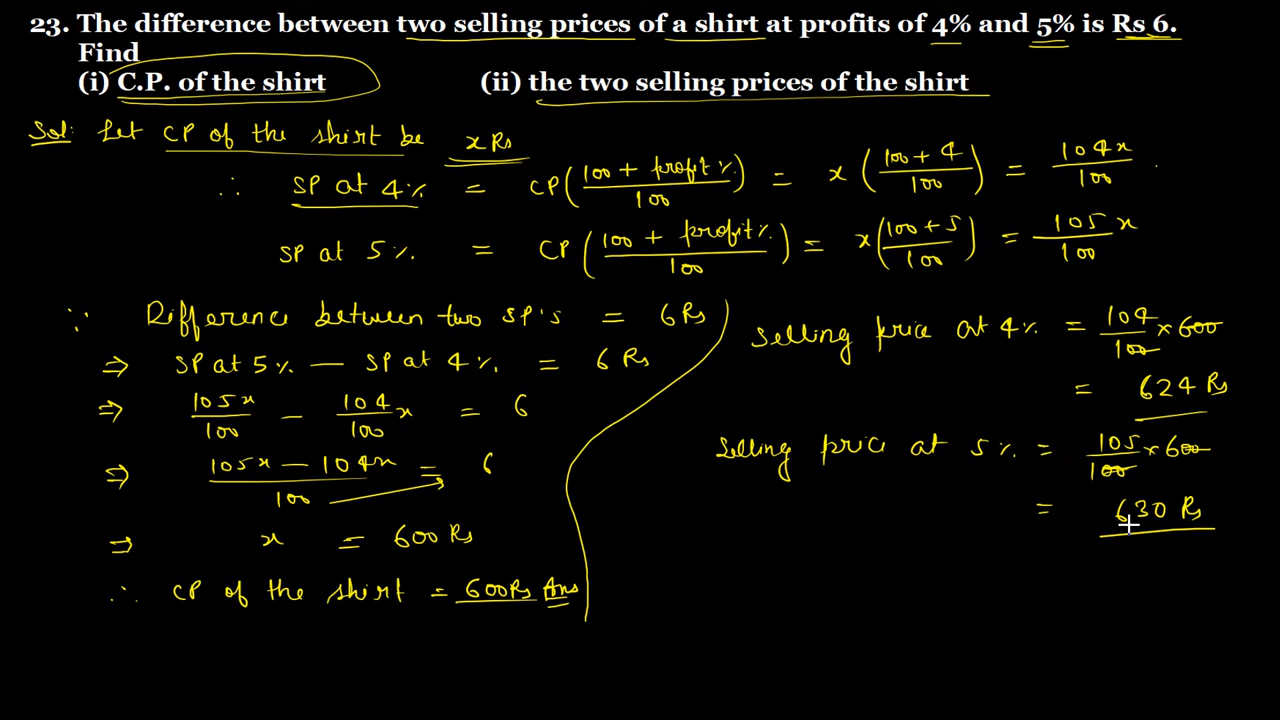 23. The difference between two selling prices of a shirt at profits of 4% and 5% is Rs 6.
Find
(i) C.P. of the shirt (ii) the two selling prices of the shirt
Sol: Let CP of the shirt be x Rs
∴ SP at 4% = CP((100 + profit %)/100) = x((100 + 4)/100) = 104x/100
SP at 5% = CP((100 + profit %)/100) = x((100 + 5)/100) = 105x/100
∵ Difference between two SP's = 6 Rs
⇒ SP at 5% — SP at 4% = 6 Rs
⇒ 105x/100 — 104/100 x = 6
⇒ (105x — 104x)/100 = 6
⇒ x = 600 Rs
∴ CP of the shirt = 600 Rs Ans
Selling price at 4% = 104/100 × 600
= 624 Rs
Selling price at 5% = 105/100 × 600
= 630 Rs